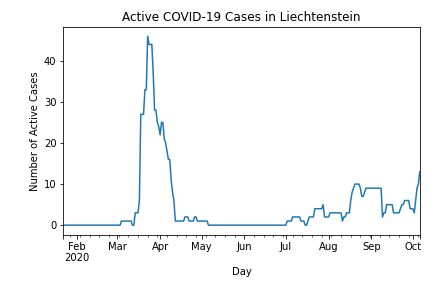 Active COVID-19 Cases in Liechtenstein
Number of Active Cases
40
30
20
10
0
Feb Mar Apr May Jun Jul Aug Sep Oct
2020
Day